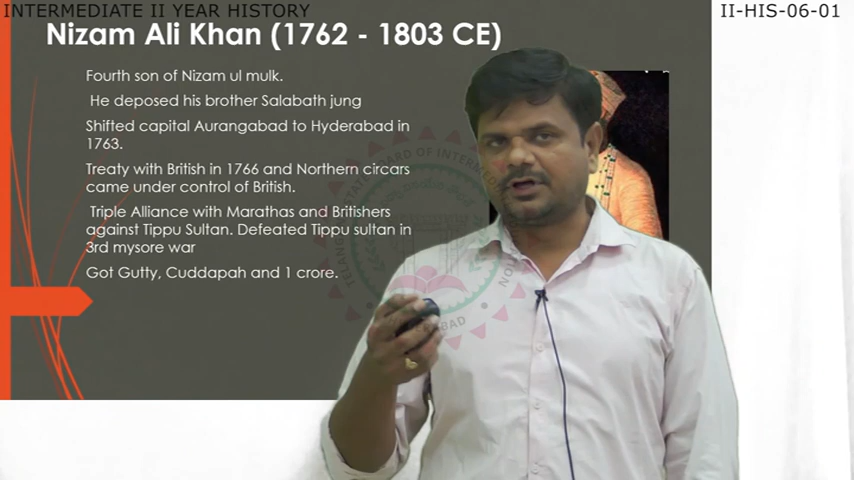 INTERMEDIATE II YEAR HISTORY
II-HIS-06-01
Nizam Ali Khan (1762 - 1803 CE)
Fourth son of Nizam ul mulk.
He deposed his brother Salabath jung
Shifted capital Aurangabad to Hyderabad in
1763.
Treaty with British in 1766 and Northern circars
came under control of British.
Triple Alliance with Marathas and Britishers
against Tippu Sultan. Defeated Tippu sultan in
3rd mysore war
Got Gutty, Cuddapah and 1 crore.